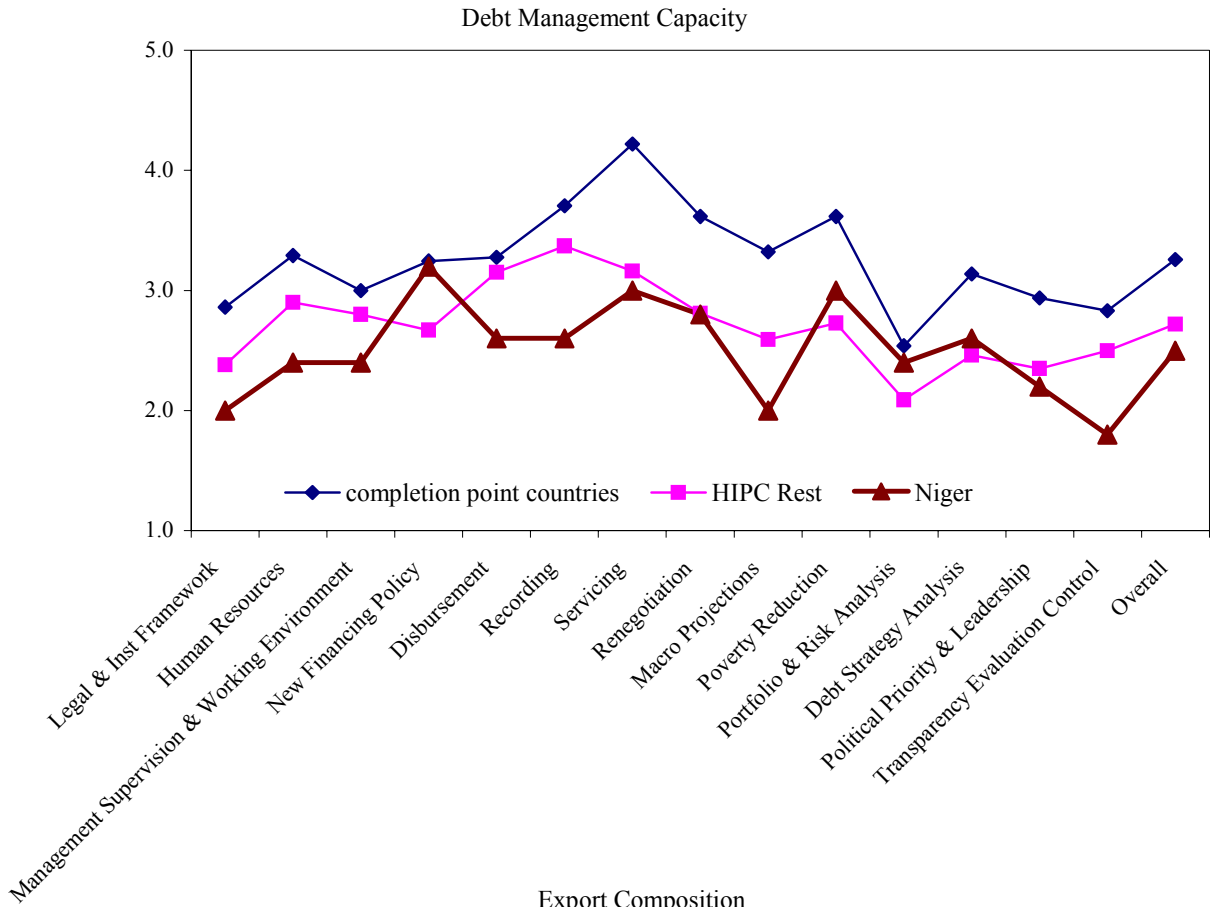 Debt Management Capacity
5.0
4.0
3.0
2.0
1.0
completion point countries
HIPC Rest
Niger
Legal & Inst Framework
Human Resources
Management Supervision & Working Environment
New Financing Policy
Disbursement
Recording
Servicing
Renegotiation
Macro Projections
Poverty Reduction
Portfolio & Risk Analysis
Debt Strategy Analysis
Political Priority & Leadership
Transparency Evaluation Control
Overall
Export Composition